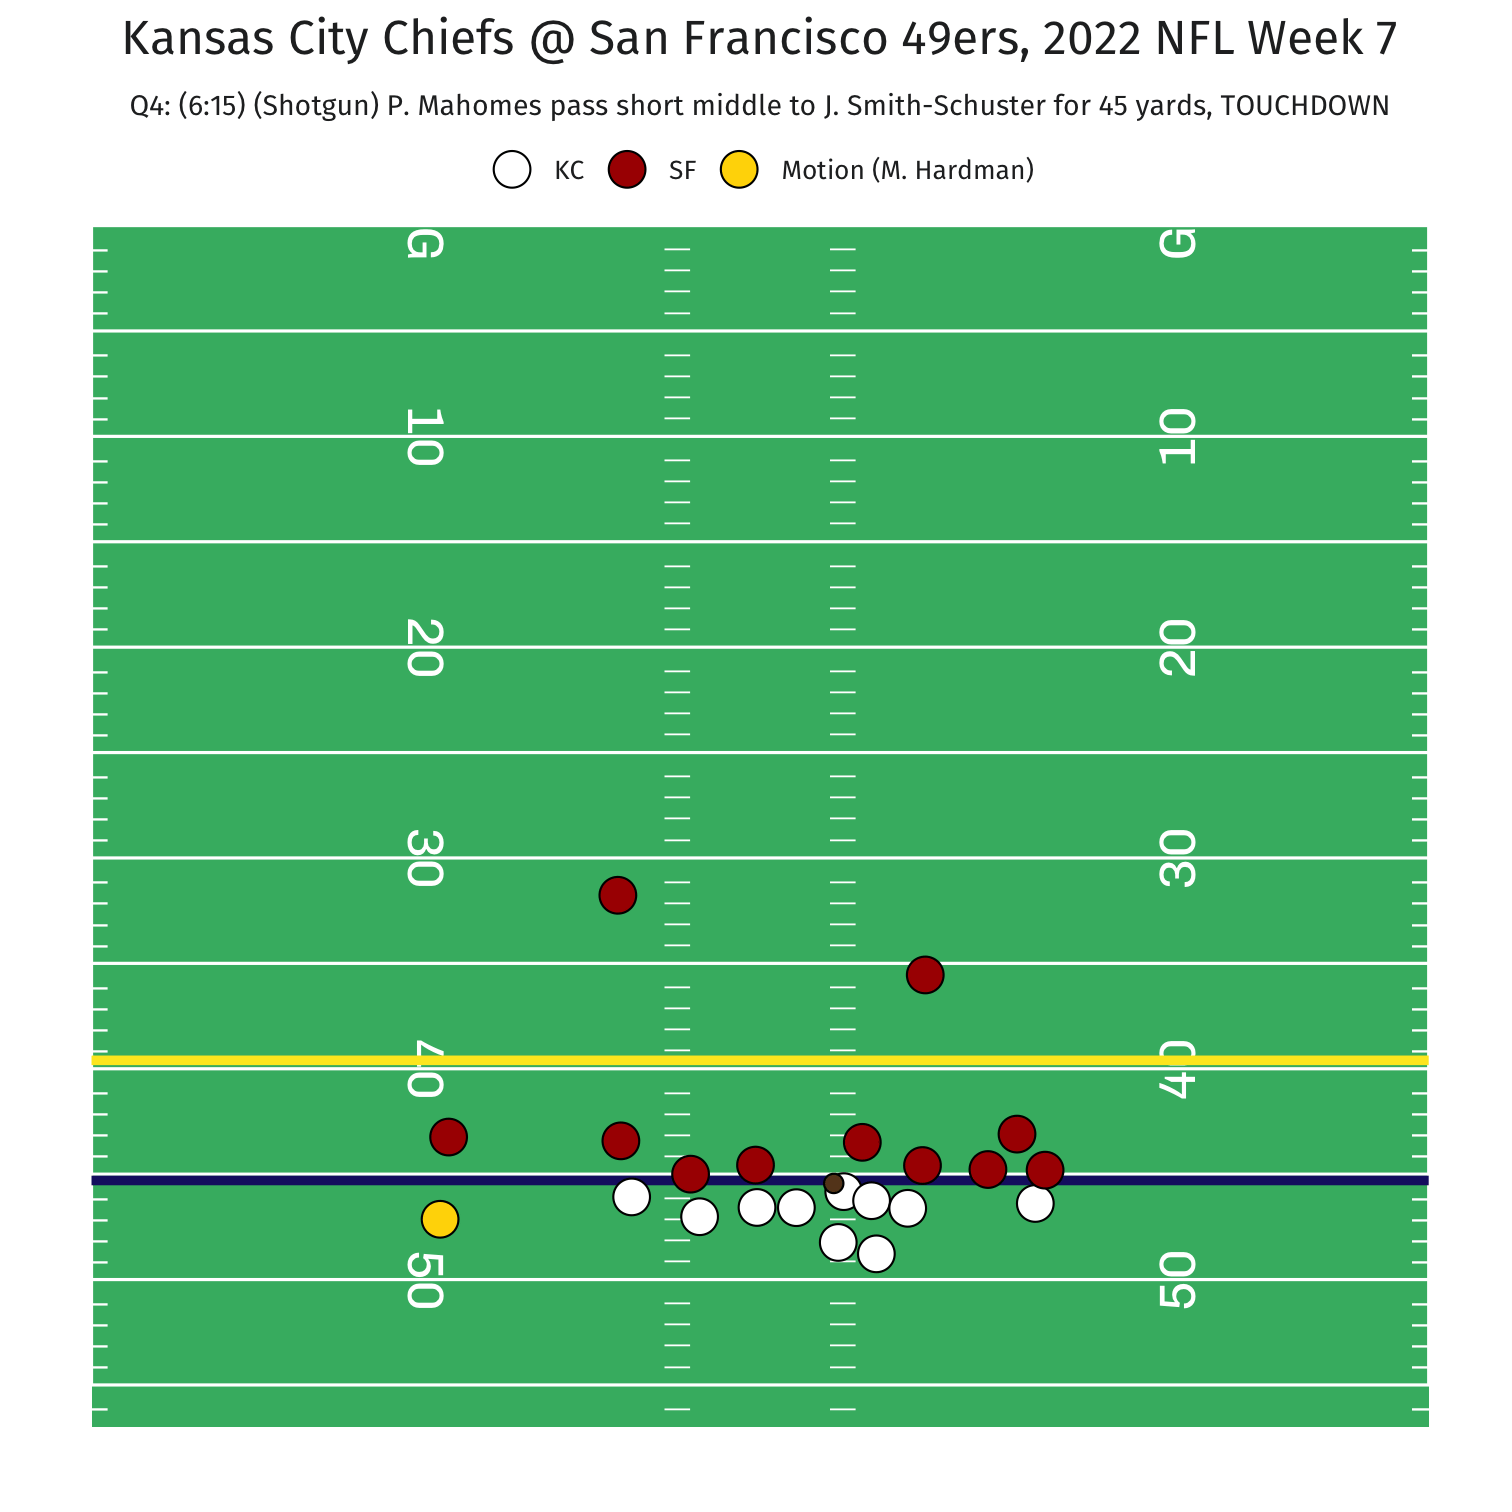 Kansas City Chiefs @ San Francisco 49ers, 2022 NFL Week 7
Q4: (6:15) (Shotgun) P. Mahomes pass short middle to J. Smith-Schuster for 45 yards, TOUCHDOWN
KC SF Motion (M. Hardman)
G G
10 10
20 20
30 30
40 40
50 50